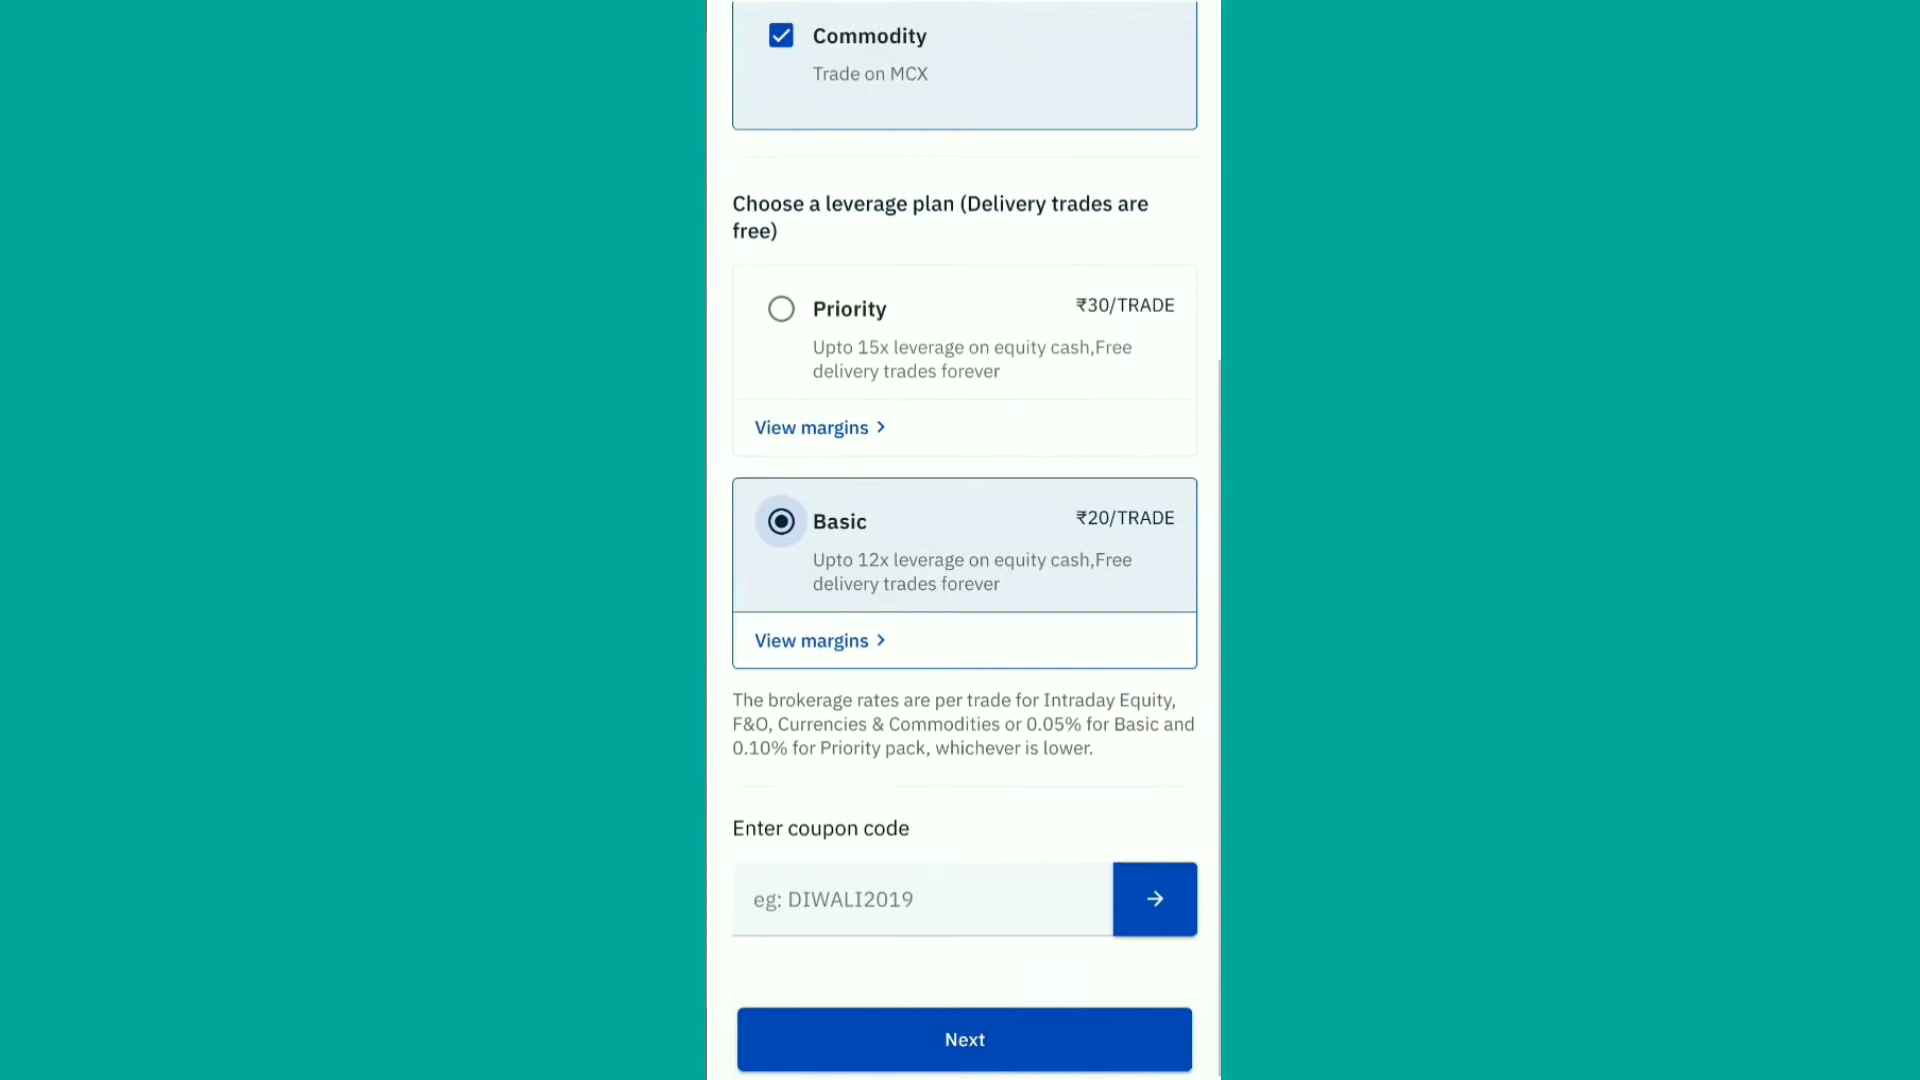 Commodity
Trade on MCX
Choose a leverage plan (Delivery trades are
free)
Priority
₹30/TRADE
Upto 15x leverage on equity cash,Free
delivery trades forever
View margins
Basic
₹20/TRADE
Upto 12x leverage on equity cash,Free
delivery trades forever
View margins
The brokerage rates are per trade for Intraday Equity,
F&O, Currencies & Commodities or 0.05% for Basic and
0.10% for Priority pack, whichever is lower.
Enter coupon code
eg: DIWALI2019
Next